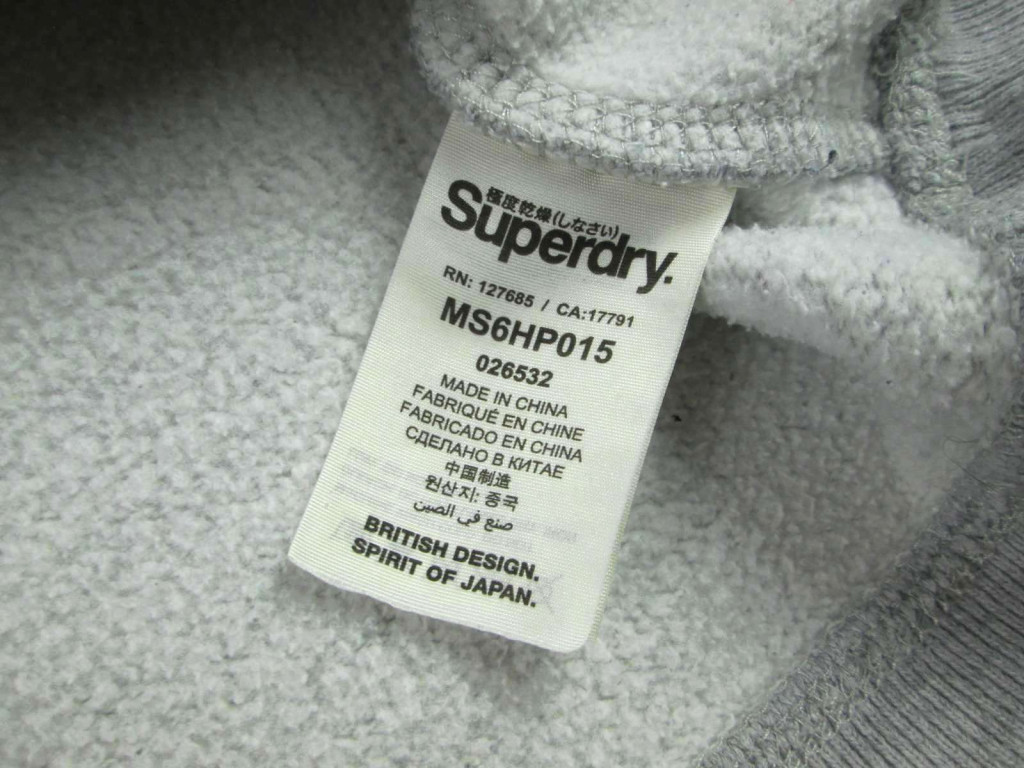 極度乾燥(しなさい)
Superdry.
RN: 127685 / CA:17791
MS6HP015
026532
MADE IN CHINA
FABRIQUÉ EN CHINE
FABRICADO EN CHINA
СДЕЛАНО В КИТАЕ
中国制造
원산지: 중국
صنع في الصين
BRITISH DESIGN.
SPIRIT OF JAPAN.